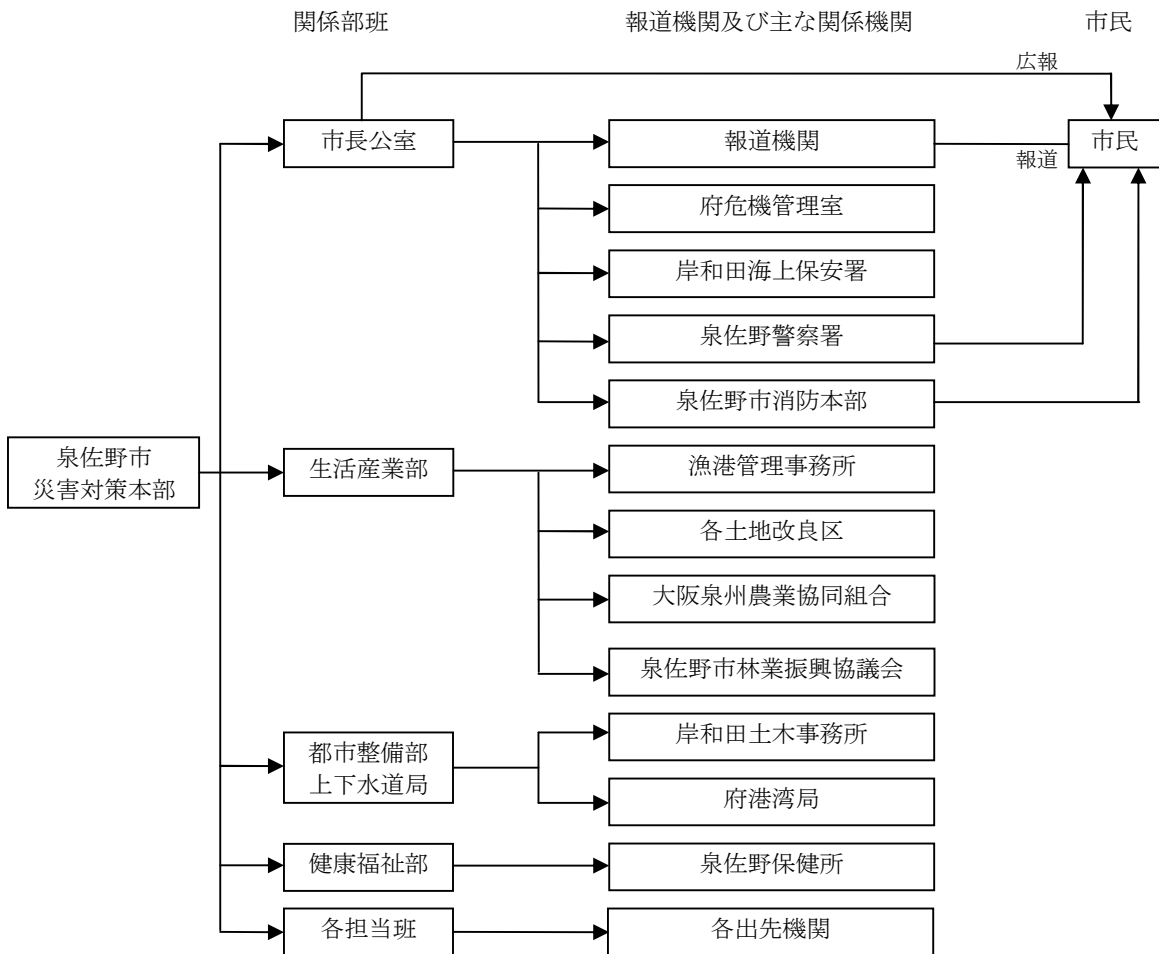 関係部班
報道機関及び主な関係機関
市民
広報
市長公室
報道機関
市民
報道
府危機管理室
岸和田海上保安署
泉佐野警察署
泉佐野市消防本部
泉佐野市
災害対策本部
生活産業部
漁港管理事務所
各土地改良区
大阪泉州農業協同組合
泉佐野市林業振興協議会
都市整備部
上下水道局
岸和田土木事務所
府港湾局
健康福祉部
泉佐野保健所
各担当班
各出先機関